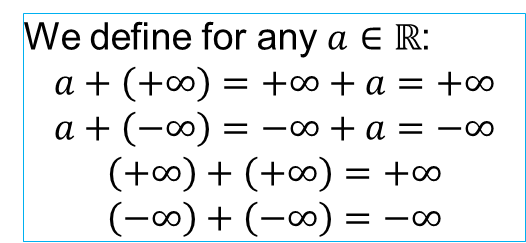 We define for any 𝑎 ∈ ℝ:
𝑎 + (+∞) = +∞ + 𝑎 = +∞
𝑎 + (−∞) = −∞ + 𝑎 = −∞
(+∞) + (+∞) = +∞
(−∞) + (−∞) = −∞